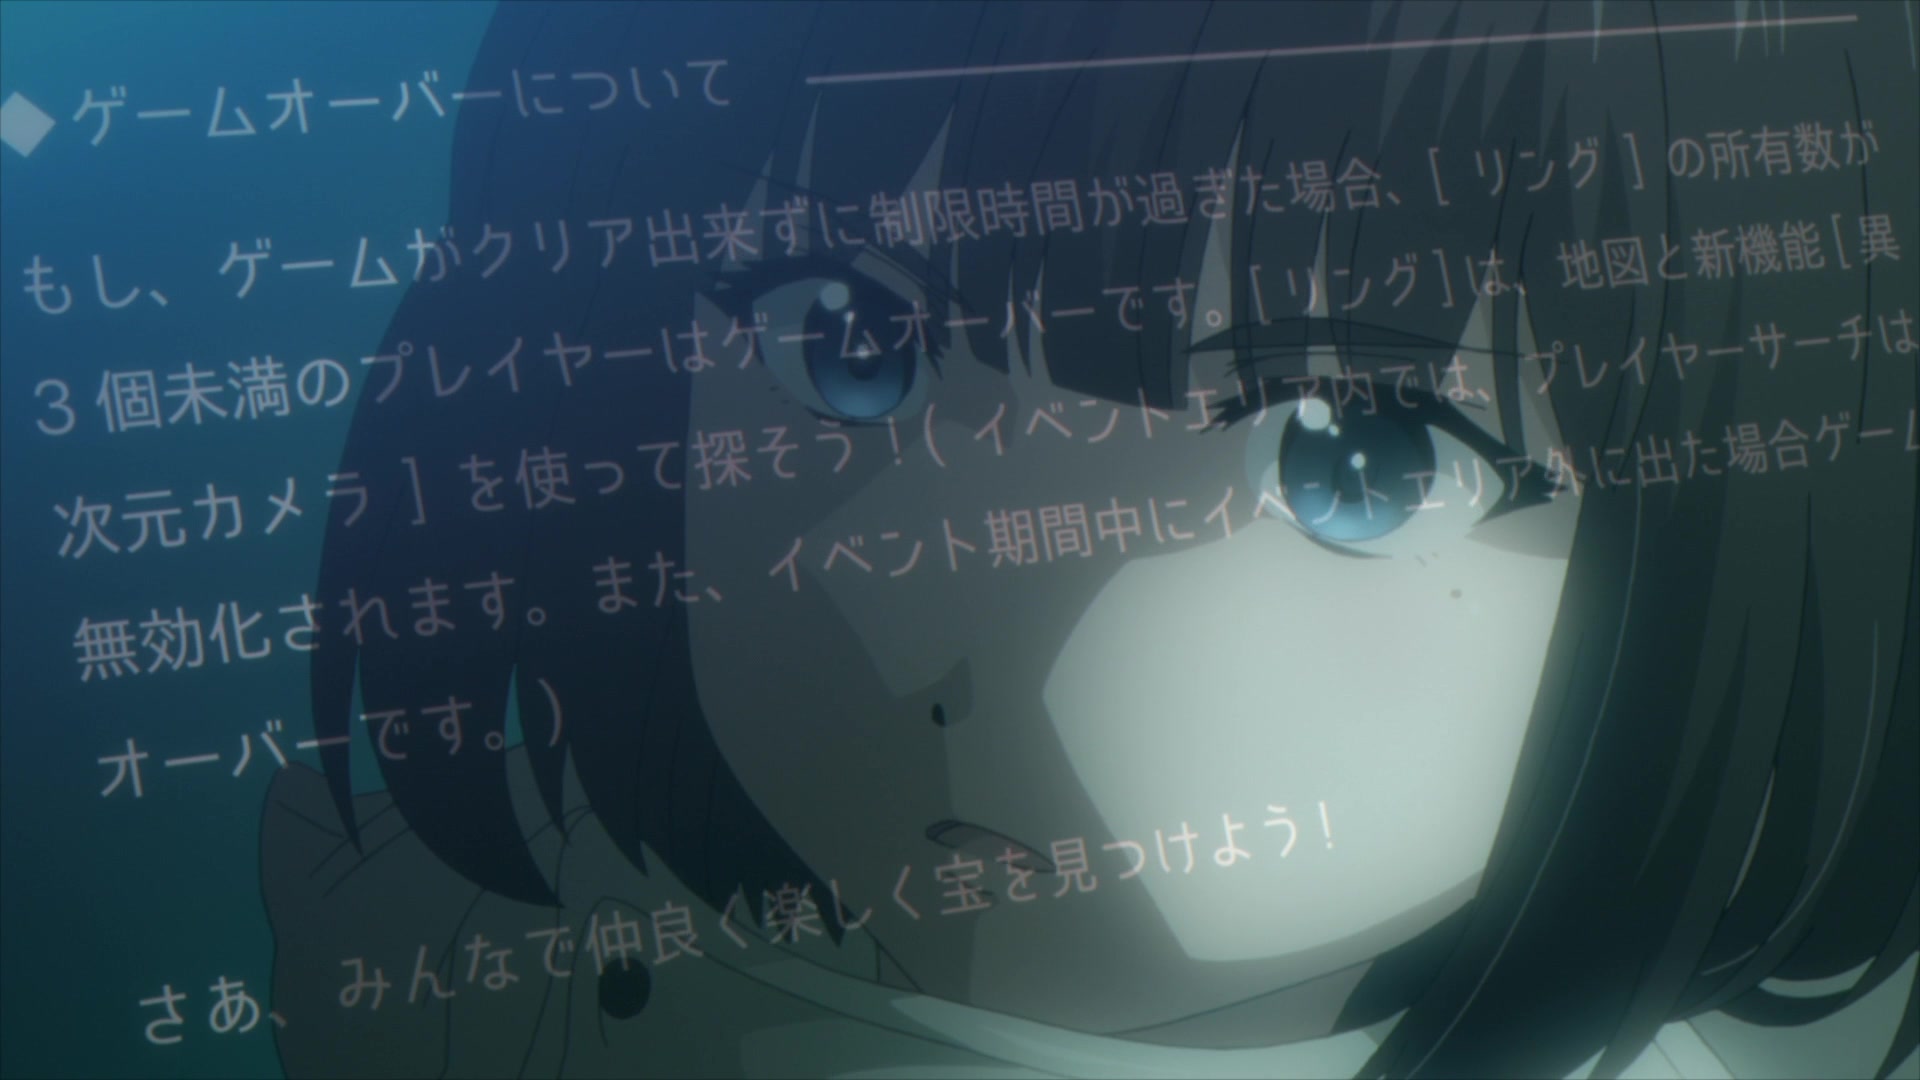 ◆ ゲームオーバーについて
もし、ゲームがクリア出来ずに制限時間が過ぎた場合、[ リング ] の所有数が
3 個未満のプレイヤーはゲームオーバーです。[ リング ] は、地図と新機能 [ 異
次元カメラ ] を使って探そう！( イベントエリア内では、プレイヤーサーチは
無効化されます。また、イベント期間中にイベントエリア外に出た場合ゲーム
オーバーです。)
さあ、みんなで仲良く楽しく宝を見つけよう！